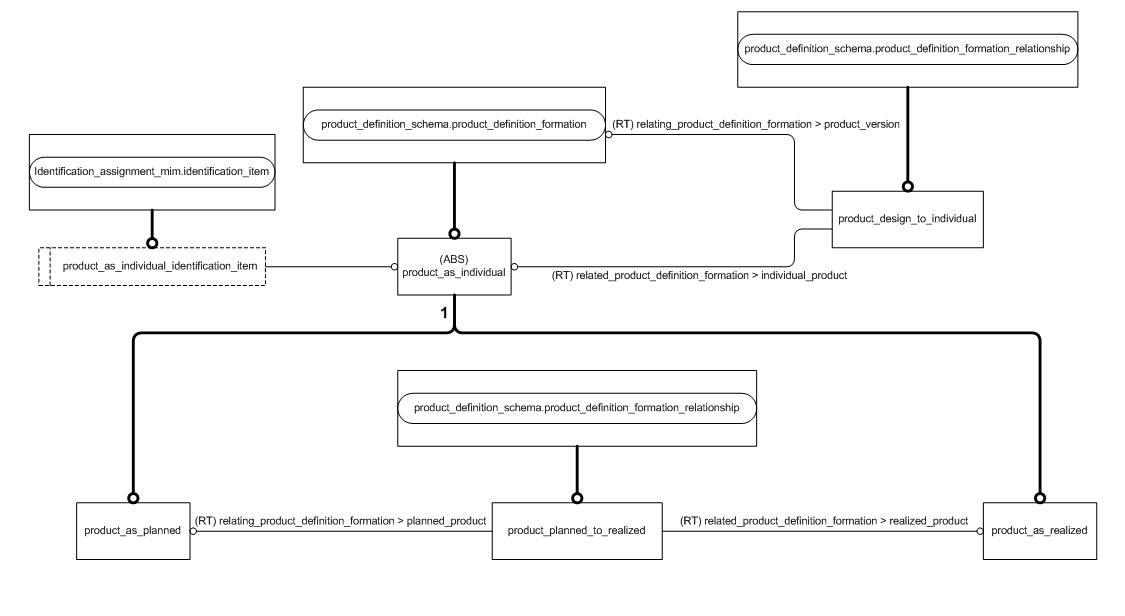 product_definition_schema.product_definition_formation_relationship
product_definition_schema.product_definition_formation
(RT) relating_product_definition_formation > product_version
Identification_assignment_mim.identification_item
product_design_to_individual
product_as_individual_identification_item
(ABS)
product_as_individual
(RT) related_product_definition_formation > individual_product
1
product_definition_schema.product_definition_formation_relationship
product_as_planned
(RT) relating_product_definition_formation > planned_product
product_planned_to_realized
(RT) related_product_definition_formation > realized_product
product_as_realized